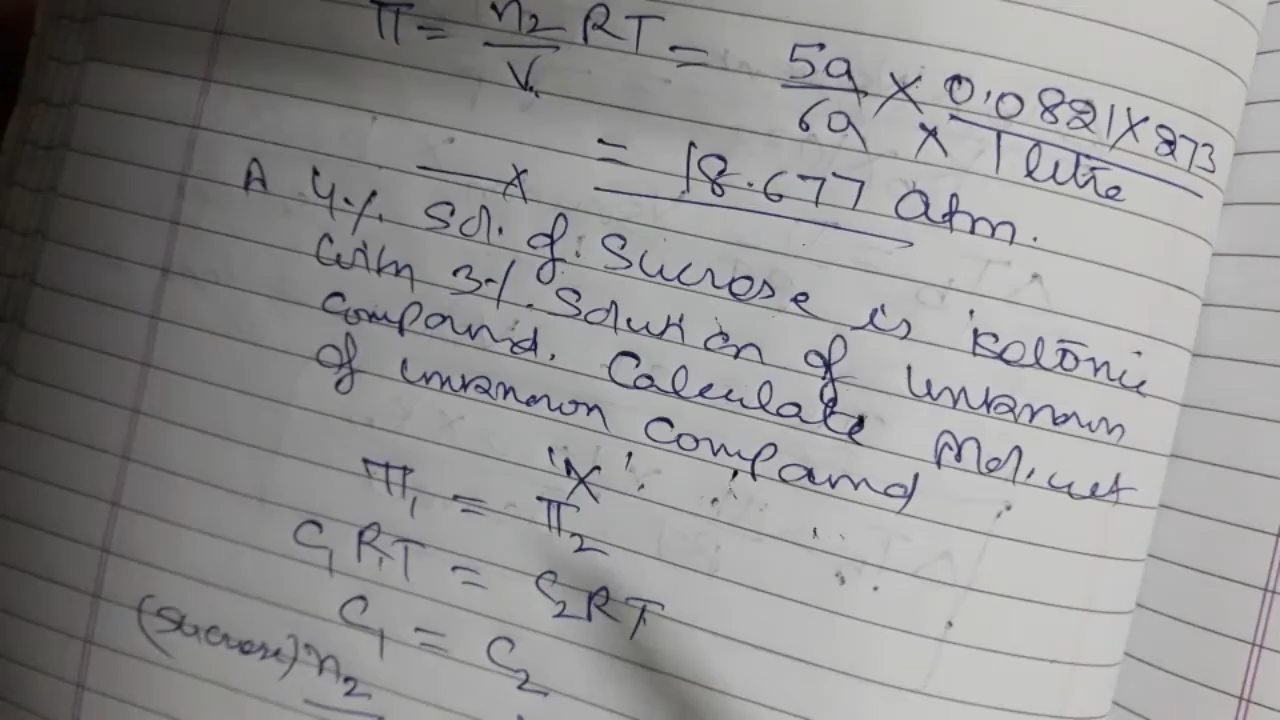 π = n2/V RT = 5g/60 × 0.0821×273/1 litre
= 18.677 atm.
—x
A 4% Sol. of Sucrose is isotonic
with 3% Solution of unknown
compound. Calculate Mol. wt
of unknown compound
'X'
π1 = π2
C1RT = C2RT
C1 = C2
(sucrose) n2